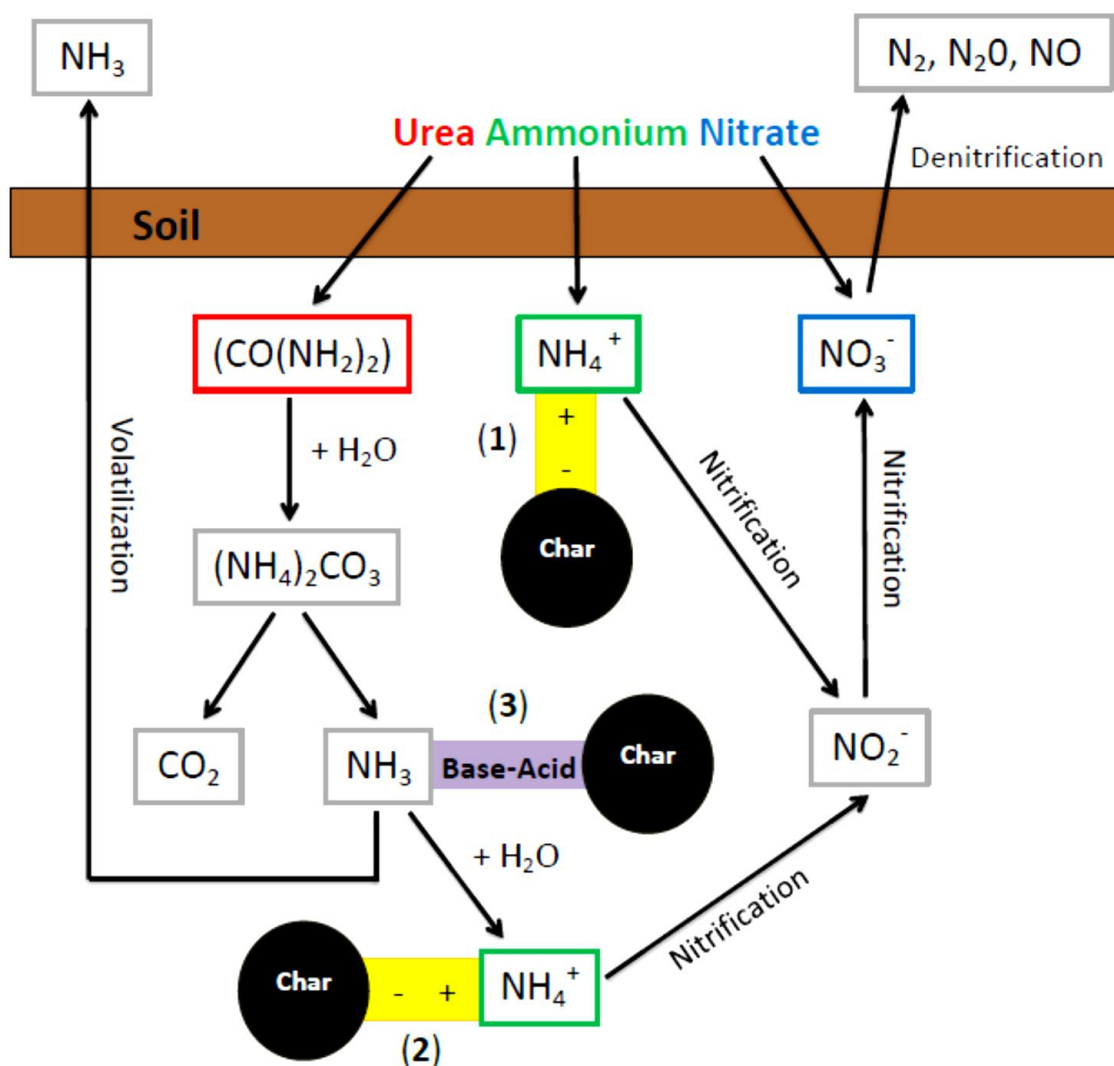 NH₃
N₂, N₂0, NO
Urea Ammonium Nitrate
Denitrification
Soil
(CO(NH₂)₂)
NH₄⁺
NO₃⁻
Volatilization
+ H₂O
(1)
+
-
Char
Nitrification
Nitrification
(NH₄)₂CO₃
(3)
CO₂
NH₃
Base-Acid
Char
NO₂⁻
+ H₂O
Nitrification
Char
- +
NH₄⁺
(2)